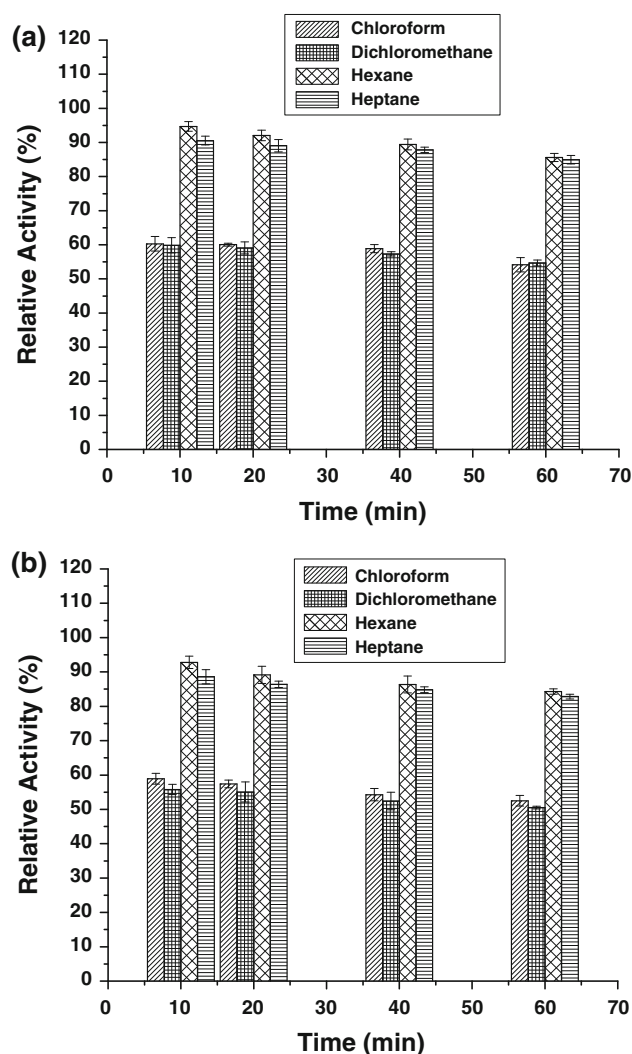 (a)
Chloroform
Dichloromethane
Hexane
Heptane
120
110
100
90
80
70
60
50
40
30
20
10
0
Relative Activity (%)
0 10 20 30 40 50 60 70
Time (min)
(b)
Chloroform
Dichloromethane
Hexane
Heptane
120
110
100
90
80
70
60
50
40
30
20
10
0
Relative Activity (%)
0 10 20 30 40 50 60 70
Time (min)